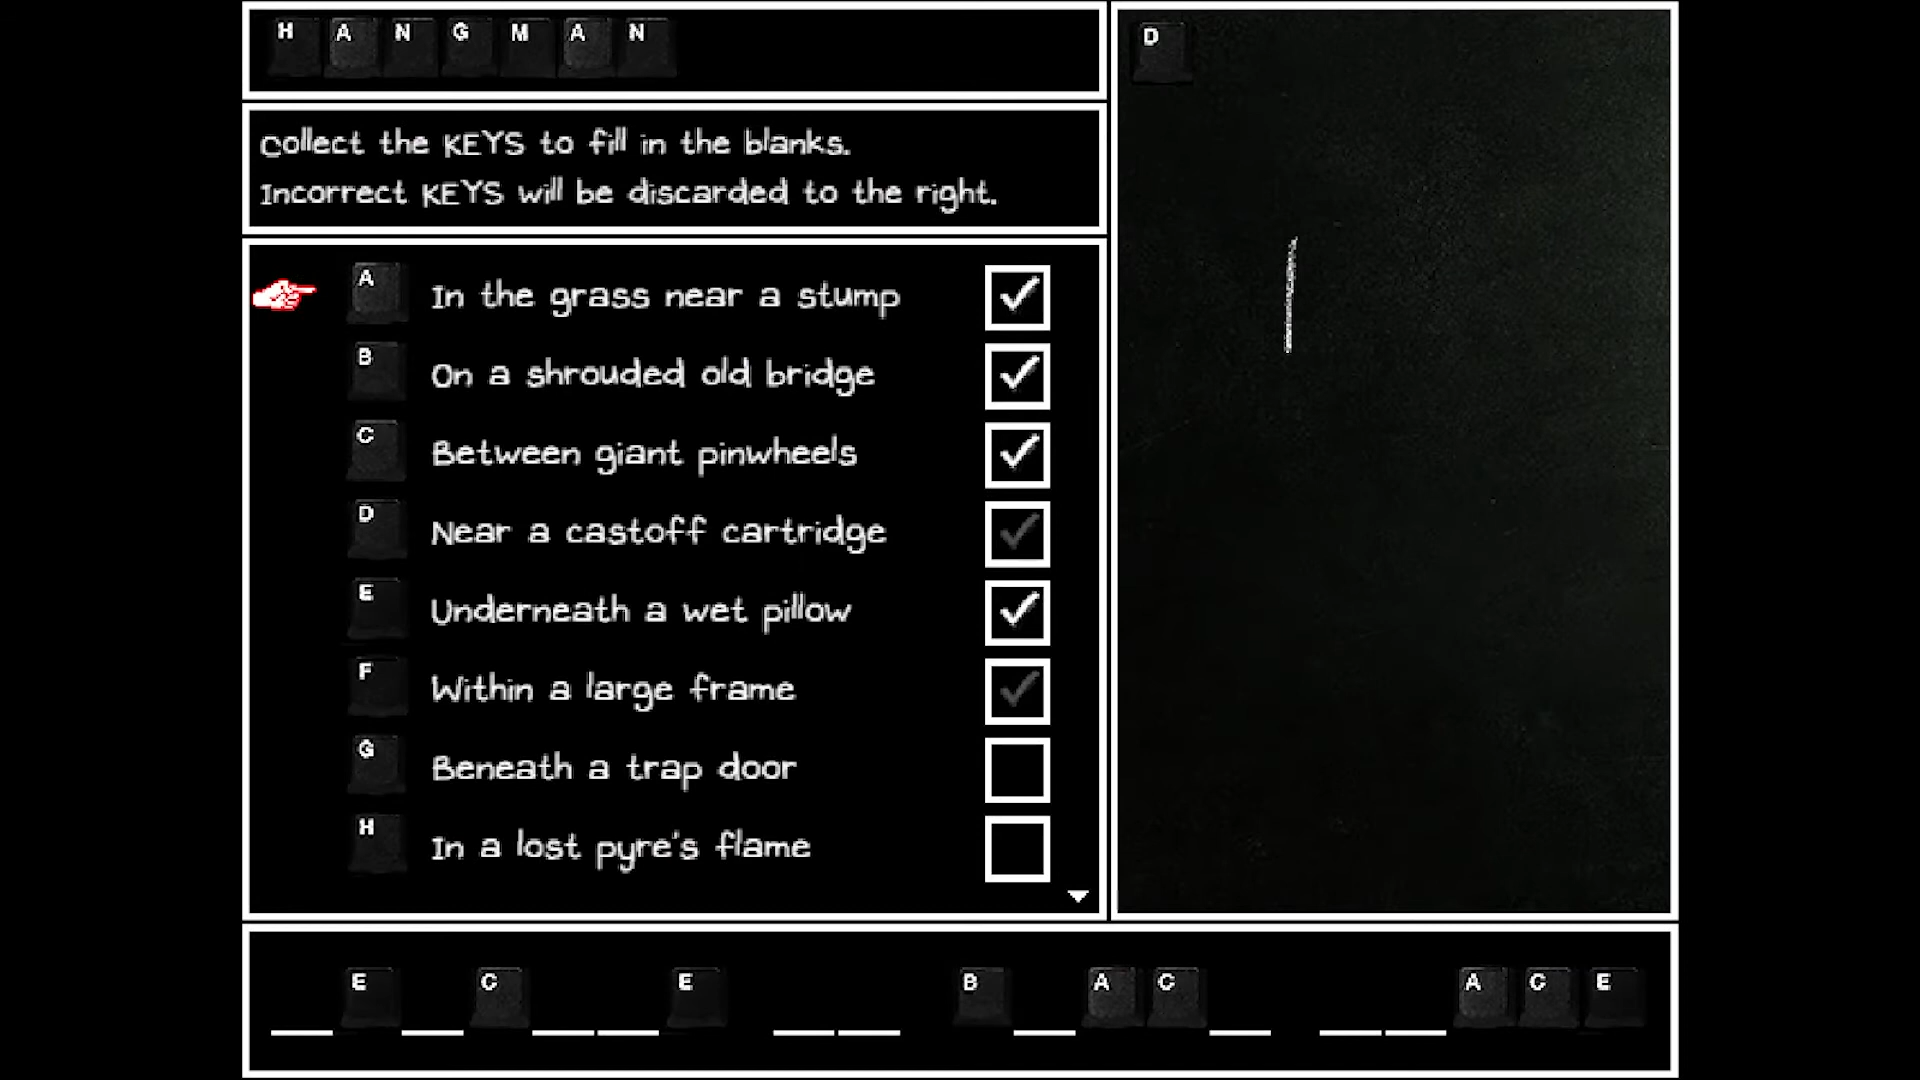 H A N G M A N
Collect the KEYS to fill in the blanks.
Incorrect KEYS will be discarded to the right.
A In the grass near a stump
B On a shrouded old bridge
C Between giant pinwheels
D Near a castoff cartridge
E Underneath a wet pillow
F Within a large frame
G Beneath a trap door
H In a lost pyre's flame
D
_ E _ C _ _ E _ _ B _ A C _ _ _ A C E